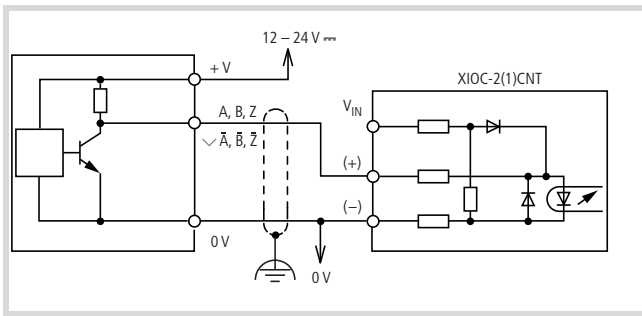 12 – 24 V ⎓
+ V
XIOC-2(1)CNT
A, B, Z
V_IN
⌵ A̅, B̅, Z̅
(+)
(–)
0 V
0 V